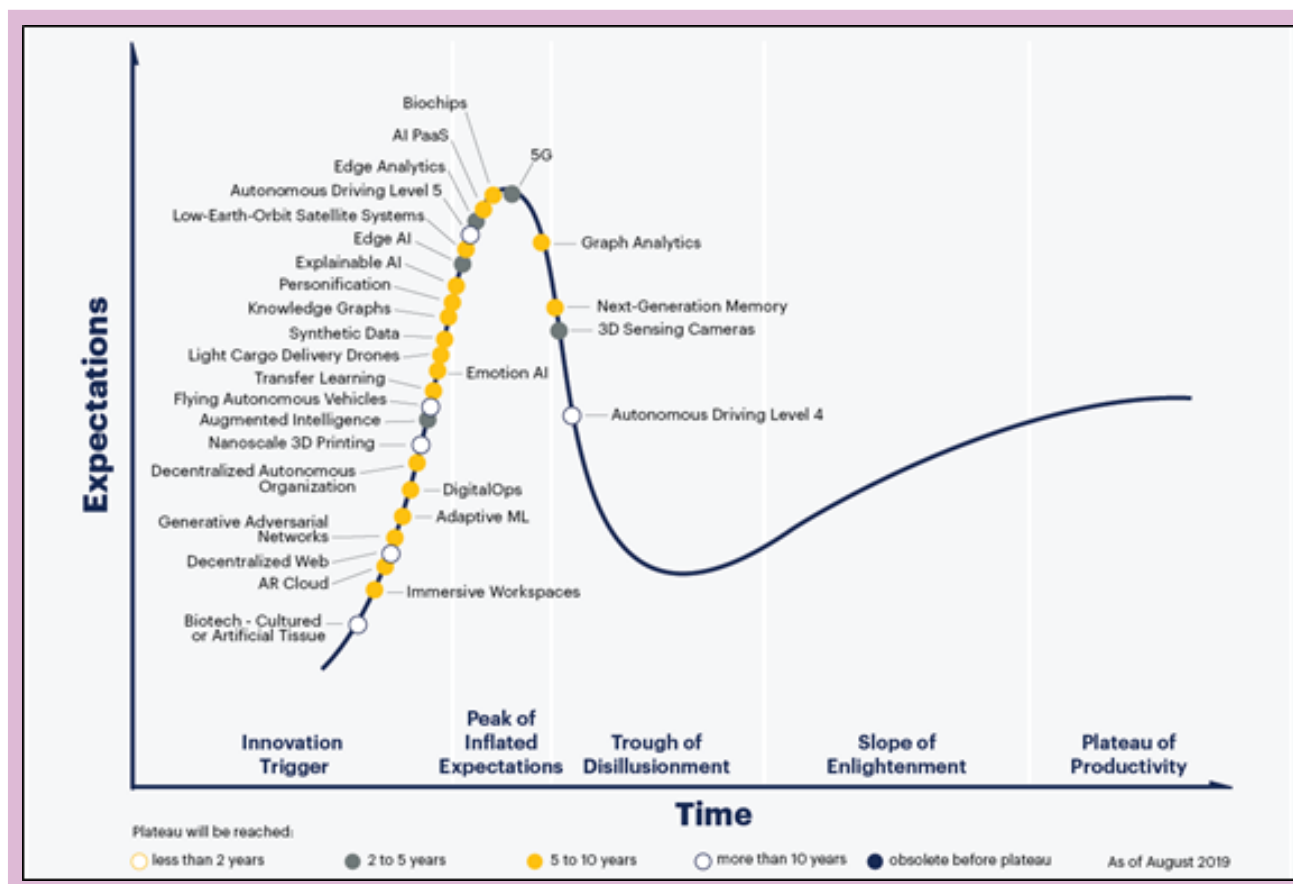 Biochips
AI PaaS
5G
Edge Analytics
Autonomous Driving Level 5
Low-Earth-Orbit Satellite Systems
Edge AI
Graph Analytics
Explainable AI
Personification
Knowledge Graphs
Next-Generation Memory
Synthetic Data
3D Sensing Cameras
Light Cargo Delivery Drones
Emotion AI
Transfer Learning
Flying Autonomous Vehicles
Autonomous Driving Level 4
Augmented Intelligence
Nanoscale 3D Printing
Decentralized Autonomous
Organization
DigitalOps
Adaptive ML
Generative Adversarial
Networks
Decentralized Web
AR Cloud
Immersive Workspaces
Biotech - Cultured
or Artificial Tissue
Expectations
Innovation
Trigger
Peak of
Inflated
Expectations
Trough of
Disillusionment
Slope of
Enlightenment
Plateau of
Productivity
Time
Plateau will be reached:
less than 2 years
2 to 5 years
5 to 10 years
more than 10 years
obsolete before plateau
As of August 2019